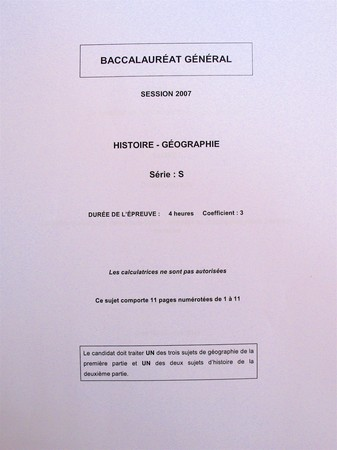 BACCALAURÉAT GÉNÉRAL
SESSION 2007
HISTOIRE - GÉOGRAPHIE
Série : S
DURÉE DE L'ÉPREUVE : 4 heures Coefficient : 3
Les calculatrices ne sont pas autorisées
Ce sujet comporte 11 pages numérotées de 1 à 11
Le candidat doit traiter UN des trois sujets de géographie de la
première partie et UN des deux sujets d'histoire de la
deuxième partie.